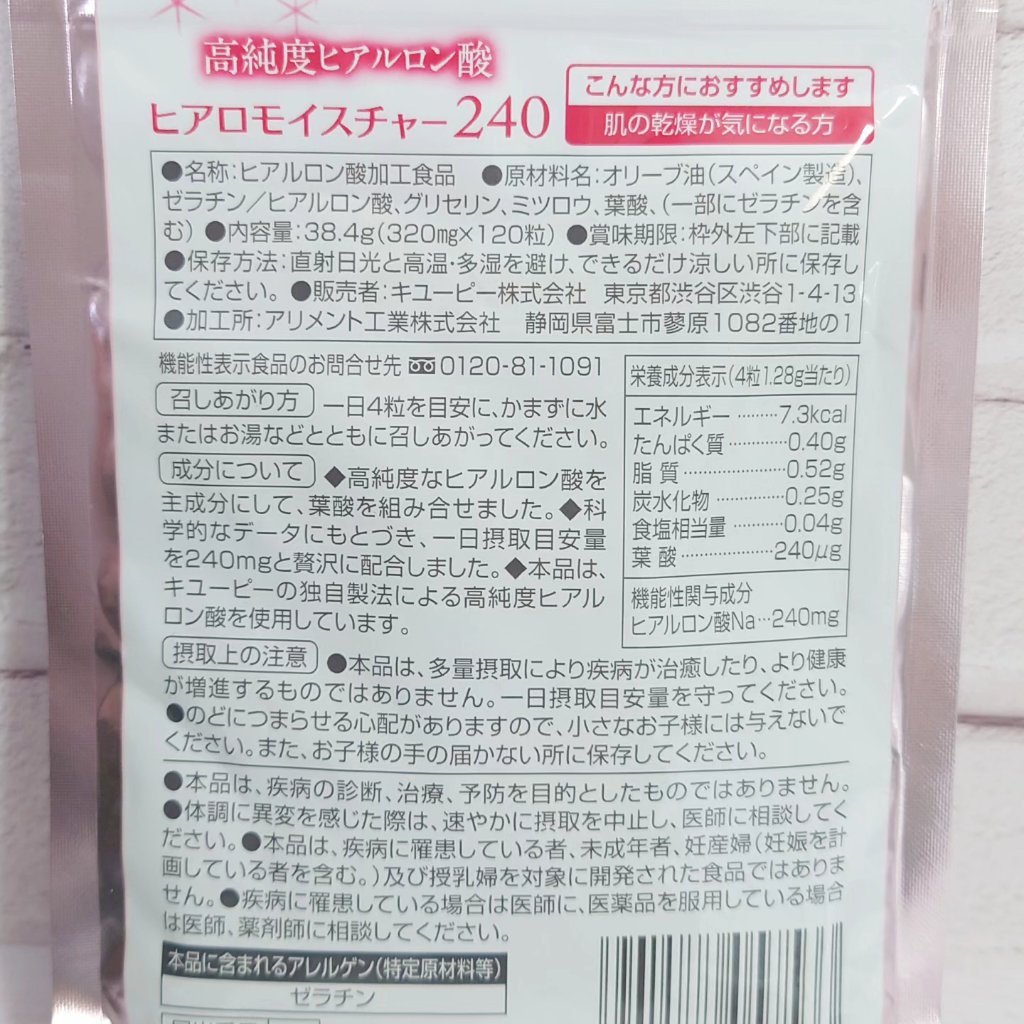 高純度ヒアルロン酸
ヒアロモイスチャー240
こんな方におすすめします
肌の乾燥が気になる方
●名称:ヒアルロン酸加工食品 ●原材料名:オリーブ油(スペイン製造)、
ゼラチン/ヒアルロン酸、グリセリン、ミツロウ、葉酸、(一部にゼラチンを含
む) ●内容量:38.4g(320mg×120粒) ●賞味期限:枠外左下部に記載
●保存方法:直射日光と高温・多湿を避け、できるだけ涼しい所に保存し
てください。 ●販売者:キユーピー株式会社 東京都渋谷区渋谷1-4-13
●加工所:アリメント工業株式会社 静岡県富士市蓼原1082番地の1
機能性表示食品のお問合せ先 0120-81-1091
召しあがり方 一日4粒を目安に、かまずに水
またはお湯などとともに召しあがってください。
成分について ◆高純度なヒアルロン酸を
主成分にして、葉酸を組み合せました。◆科
学的なデータにもとづき、一日摂取目安量
を240mgと贅沢に配合しました。◆本品は、
キユーピーの独自製法による高純度ヒアル
ロン酸を使用しています。
栄養成分表示(4粒1.28g当たり)
エネルギー………7.3kcal
たんぱく質…………0.40g
脂質…………………0.52g
炭水化物……………0.25g
食塩相当量…………0.04g
葉酸…………………240μg
機能性関与成分
ヒアルロン酸Na…240mg
摂取上の注意 ●本品は、多量摂取により疾病が治癒したり、より健康
が増進するものではありません。一日摂取目安量を守ってください。
●のどにつまらせる心配がありますので、小さなお子様には与えないで
ください。また、お子様の手の届かない所に保存してください。
●本品は、疾病の診断、治療、予防を目的としたものではありません。
●体調に異変を感じた際は、速やかに摂取を中止し、医師に相談してく
ださい。●本品は、疾病に罹患している者、未成年者、妊産婦(妊娠を計
画している者を含む。)及び授乳婦を対象に開発された食品ではありま
せん。●疾病に罹患している場合は医師に、医薬品を服用している場合
は医師、薬剤師に相談してください。
本品に含まれるアレルゲン(特定原材料等)
ゼラチン